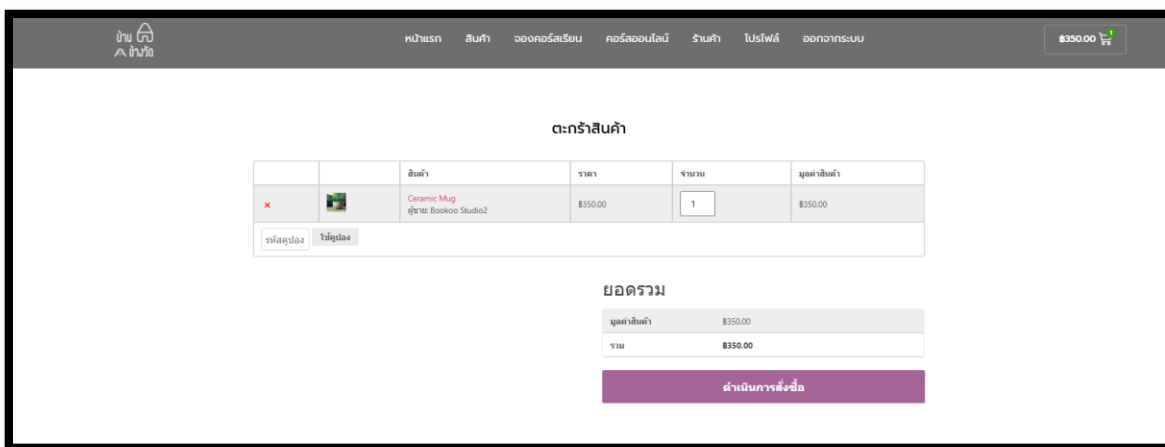 บ้าน
ข้างวัด
หน้าแรก สินค้า จองคอร์สเรียน คอร์สออนไลน์ ร้านค้า โปรไฟล์ ออกจากระบบ
฿350.00 1
ตะกร้าสินค้า
สินค้า ราคา จำนวน มูลค่าสินค้า
× Ceramic Mug ฿350.00 1 ฿350.00
ผู้ขาย: Bookoo Studio2
รหัสคูปอง ใช้คูปอง
ยอดรวม
มูลค่าสินค้า ฿350.00
รวม ฿350.00
ดำเนินการสั่งซื้อ